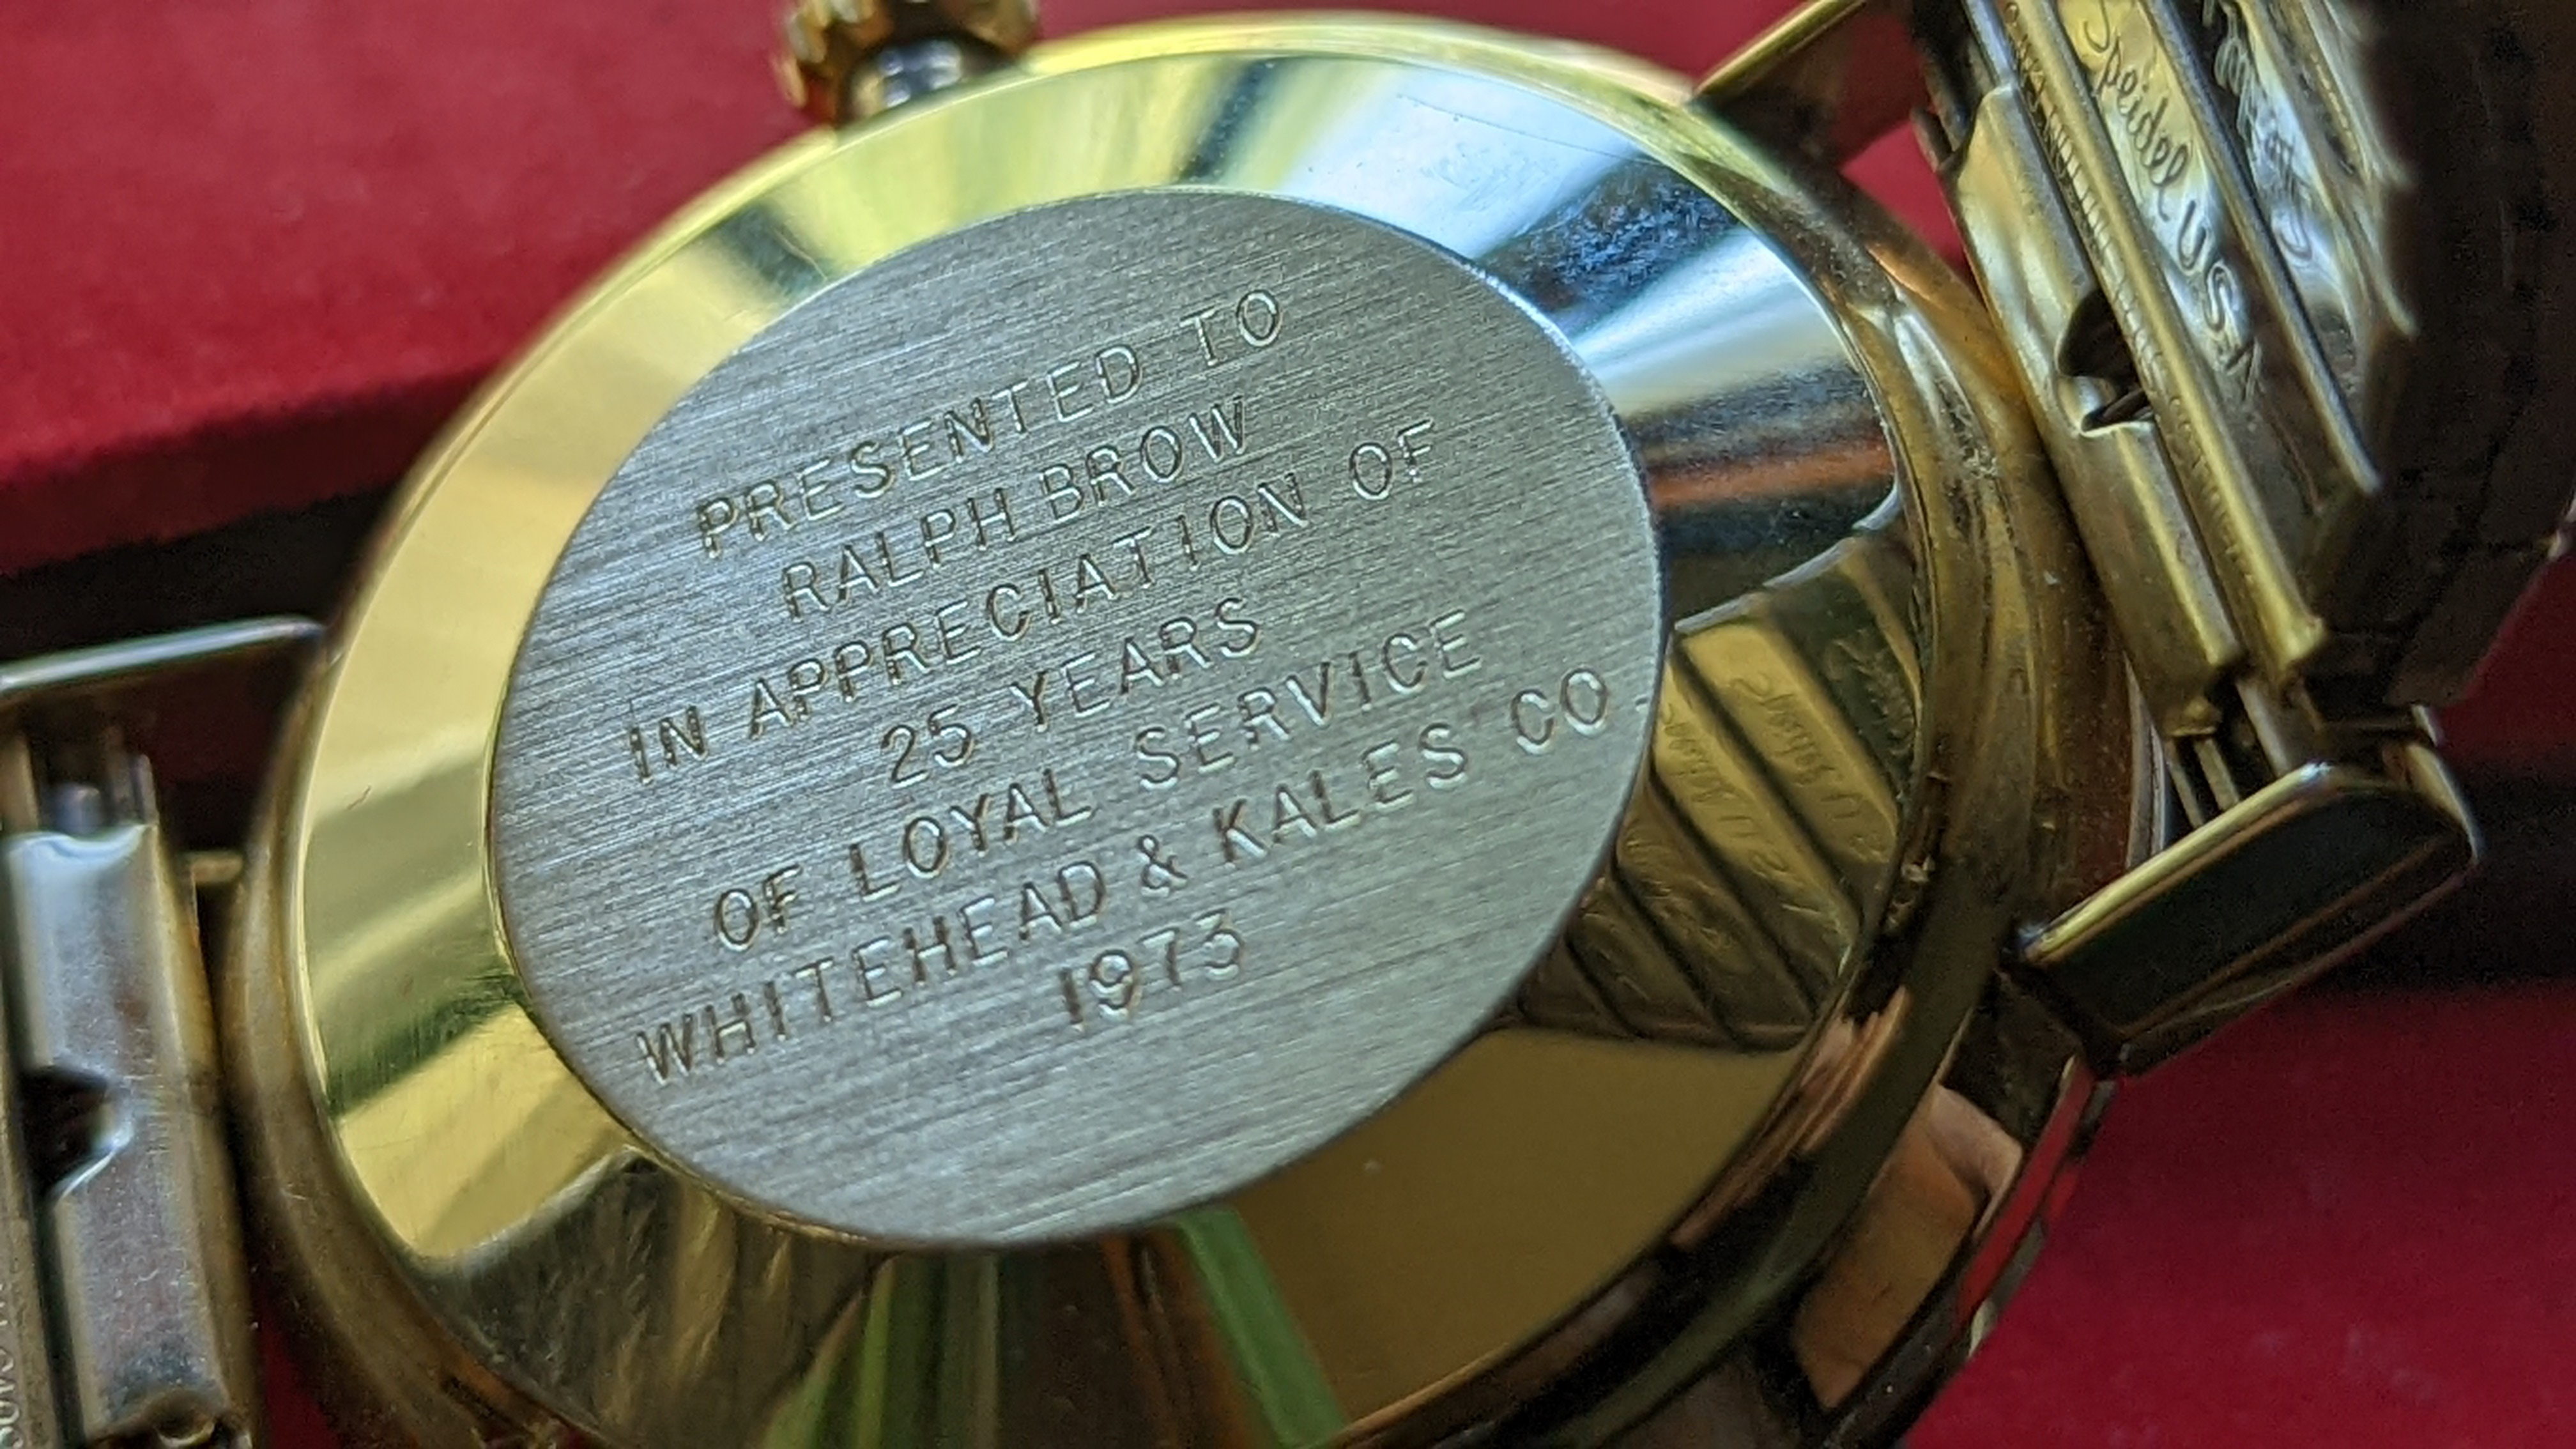 PRESENTED TO
RALPH BROW
IN APPRECIATION OF
25 YEARS
OF LOYAL SERVICE
WHITEHEAD & KALES CO
1973
Speidel USA